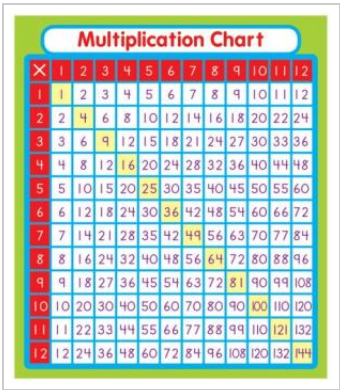 Multiplication Chart
X 1 2 3 4 5 6 7 8 9 10 11 12
1 1 2 3 4 5 6 7 8 9 10 11 12
2 2 4 6 8 10 12 14 16 18 20 22 24
3 3 6 9 12 15 18 21 24 27 30 33 36
4 4 8 12 16 20 24 28 32 36 40 44 48
5 5 10 15 20 25 30 35 40 45 50 55 60
6 6 12 18 24 30 36 42 48 54 60 66 72
7 7 14 21 28 35 42 49 56 63 70 77 84
8 8 16 24 32 40 48 56 64 72 80 88 96
9 9 18 27 36 45 54 63 72 81 90 99 108
10 10 20 30 40 50 60 70 80 90 100 110 120
11 11 22 33 44 55 66 77 88 99 110 121 132
12 12 24 36 48 60 72 84 96 108 120 132 144